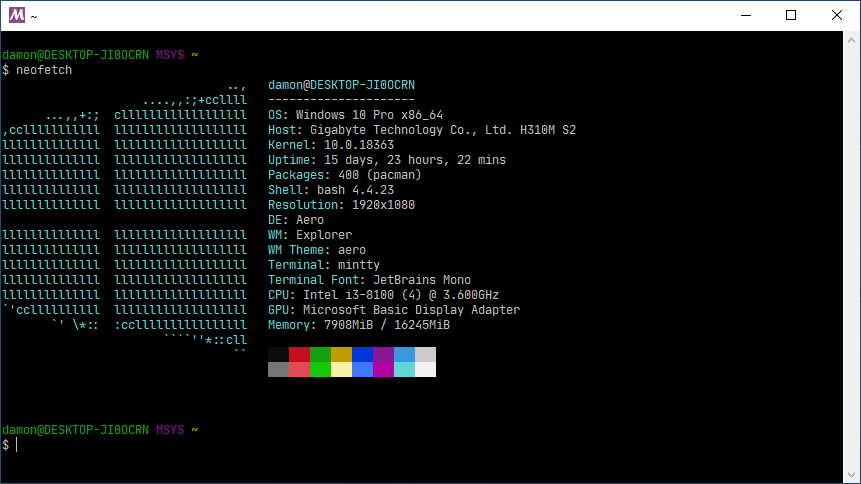 ~
damon@DESKTOP-JI0OCRN MSYS ~
$ neofetch
..,   damon@DESKTOP-JI0OCRN
....,,:;+ccllll   ---------------------
...,,+:;  cllllllllllllllllll   OS: Windows 10 Pro x86_64
,cclllllllllll  lllllllllllllllllll   Host: Gigabyte Technology Co., Ltd. H310M S2
llllllllllllll  lllllllllllllllllll   Kernel: 10.0.18363
llllllllllllll  lllllllllllllllllll   Uptime: 15 days, 23 hours, 22 mins
llllllllllllll  lllllllllllllllllll   Packages: 400 (pacman)
llllllllllllll  lllllllllllllllllll   Shell: bash 4.4.23
llllllllllllll  lllllllllllllllllll   Resolution: 1920x1080
DE: Aero
llllllllllllll  lllllllllllllllllll   WM: Explorer
llllllllllllll  lllllllllllllllllll   WM Theme: aero
llllllllllllll  lllllllllllllllllll   Terminal: mintty
llllllllllllll  lllllllllllllllllll   Terminal Font: JetBrains Mono
llllllllllllll  lllllllllllllllllll   CPU: Intel i3-8100 (4) @ 3.600GHz
`'ccllllllllll  lllllllllllllllllll   GPU: Microsoft Basic Display Adapter
`' \*::  :ccllllllllllllllll   Memory: 7908MiB / 16245MiB
````''*::cll
``
damon@DESKTOP-JI0OCRN MSYS ~
$